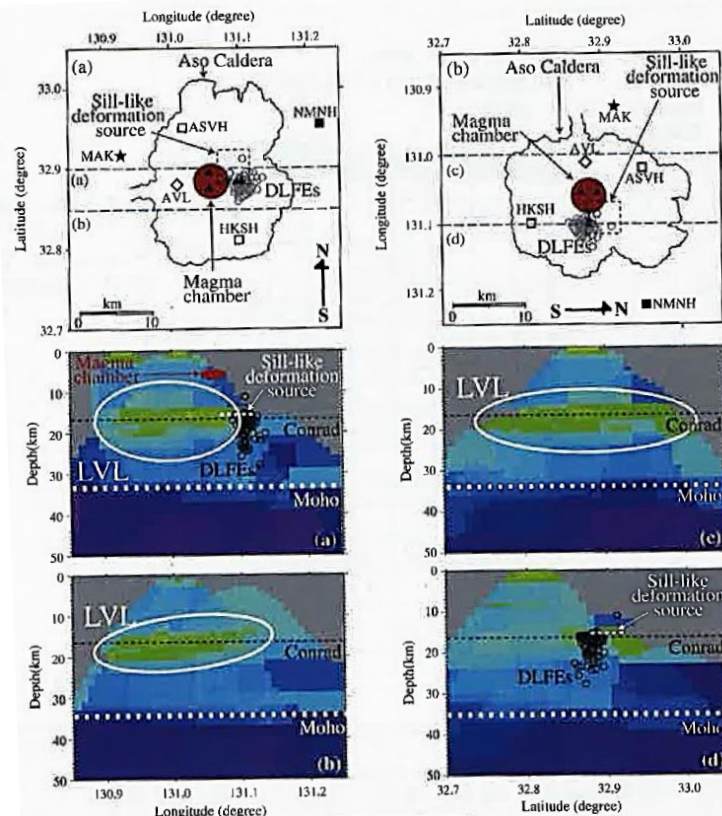 Longitude (degree)
130.9 131.0 131.1 131.2
(a)
Aso Caldera
33.0
Sill-like
deformation
source
ASVH
NMNH
MAK
32.9
(a)
AVL
DLFEs
(b)
32.8
HKSH
Magma
chamber
N
S
km
0 10
32.7
Latitude (degree)
Latitude (degree)
32.7 32.8 32.9 33.0
(b)
Aso Caldera
Sill-like
deformation
source
130.9
MAK
Magma
chamber
131.0
AVL
ASVH
(c)
HKSH
131.1
(d)
DLFEs
131.2
km
0 10
S N
NMNH
Longitude (degree)
0
10
20
30
40
50
Depth(km)
Magma
chamber
Sill-like
deformation
source
Conrad
DLFEs
LVL
Moho
(a)
0
10
20
30
40
50
Depth(km)
LVL
Conrad
Moho
(c)
0
10
20
30
40
50
Depth(km)
LVL
Conrad
Moho
(b)
130.9 131.0 131.1 131.2
Longitude (degree)
0
10
20
30
40
50
Depth(km)
Sill-like
deformation
source
Conrad
DLFEs
Moho
(d)
32.7 32.8 32.9 33.0
Latitude (degree)